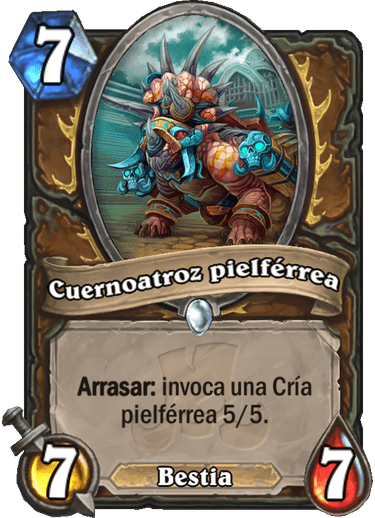 7
Cuernoatroz pielférrea
Arrasar: invoca una Cría
pielférrea 5/5.
7
Bestia
7